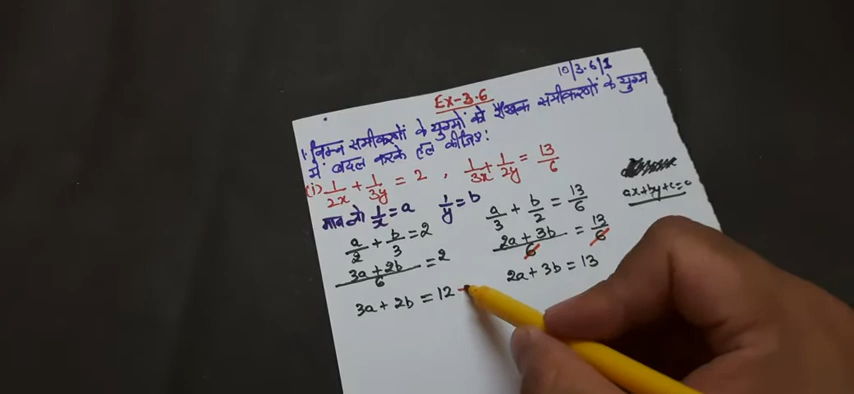 10/3.6/1
Ex-3.6
1. निम्न समीकरणों के युग्मों को रैखिक समीकरणों के युग्म
में बदल करके हल कीजिए:
(i) 1/2x + 1/3y = 2 , 1/3x + 1/2y = 13/6
मान लो 1/x = a 1/y = b
a/2 + b/3 = 2
3a + 2b/6 = 2
3a + 2b = 12
a/3 + b/2 = 13/6
2a + 3b/6 = 13/6
2a + 3b = 13
ax+by+c=0